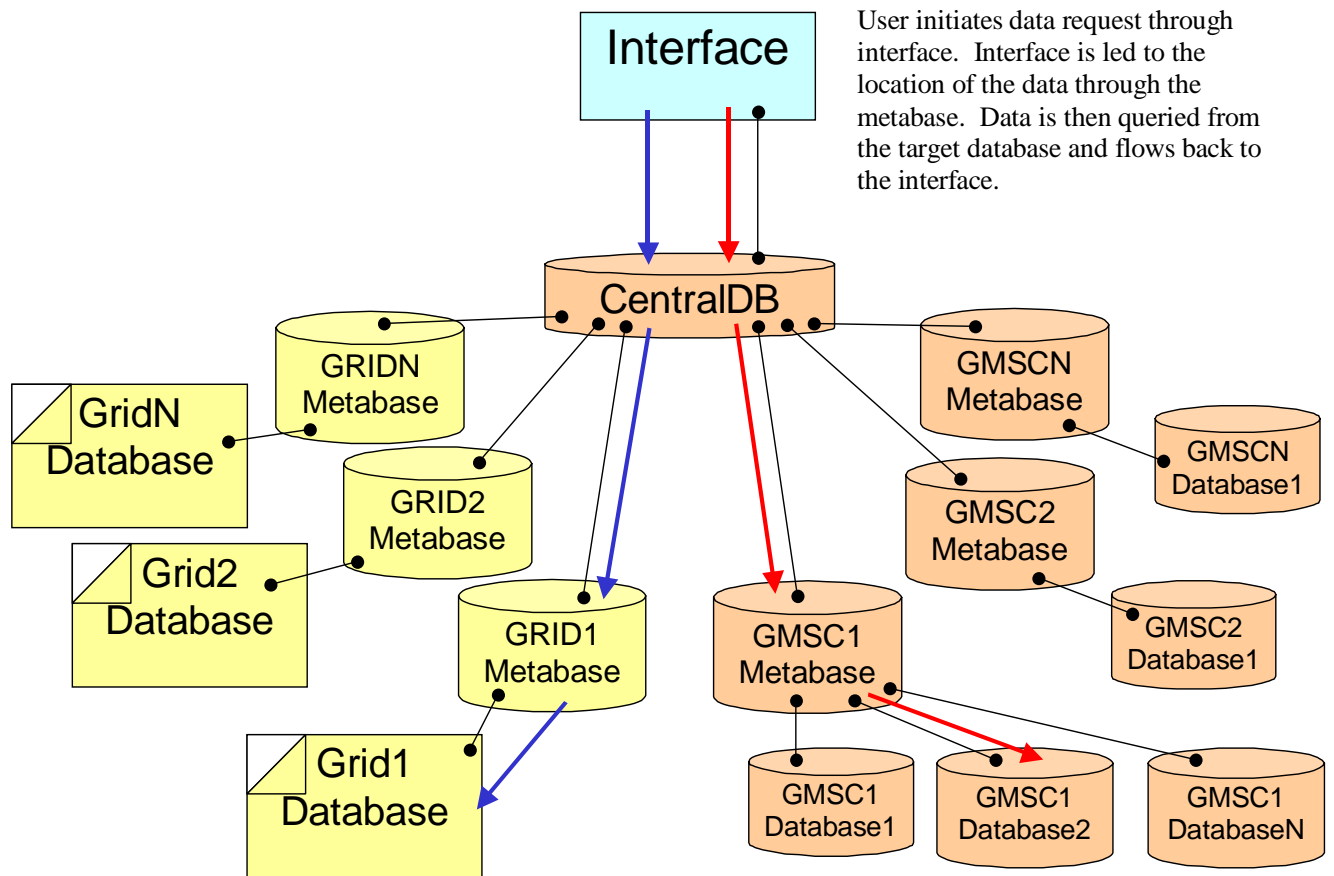 Interface
User initiates data request through
interface. Interface is led to the
location of the data through the
metabase. Data is then queried from
the target database and flows back to
the interface.
CentralDB
GRIDN
Metabase
GridN
Database
GRID2
Metabase
Grid2
Database
GRID1
Metabase
Grid1
Database
GMSCN
Metabase
GMSCN
Database1
GMSC2
Metabase
GMSC2
Database1
GMSC1
Metabase
GMSC1
Database1
GMSC1
Database2
GMSC1
DatabaseN